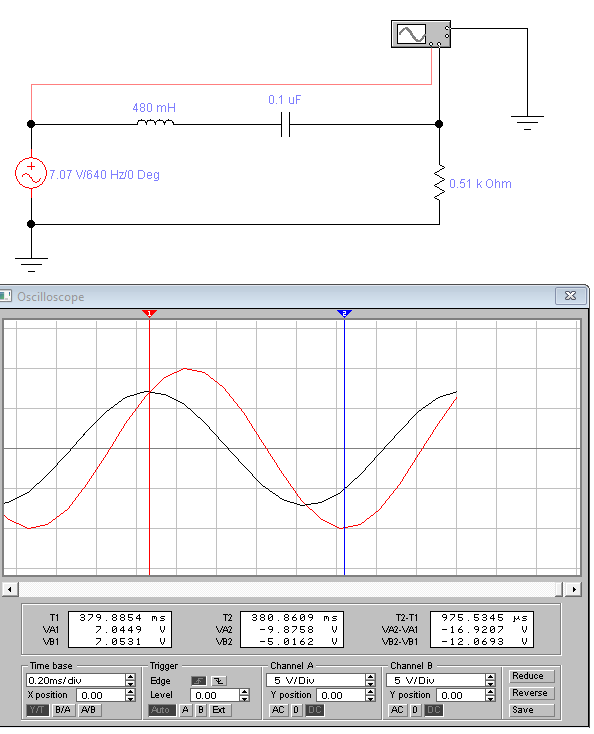 0.1 uF
480 mH
7.07 V/640 Hz/0 Deg
0.51 k Ohm
Oscilloscope
1 2
T1 379.8854 ms T2 380.8609 ms T2-T1 975.5345 µs
VA1 7.0449 V VA2 -9.8758 V VA2-VA1 -16.9207 V
VB1 7.0531 V VB2 -5.0162 V VB2-VB1 -12.0693 V
Time base Trigger Channel A Channel B
0.20ms/div Edge 5 V/Div 5 V/Div Reduce
X position 0.00 Level 0.00 Y position 0.00 Y position 0.00 Reverse
Y/T B/A A/B Auto A B Ext AC 0 DC AC 0 DC Save